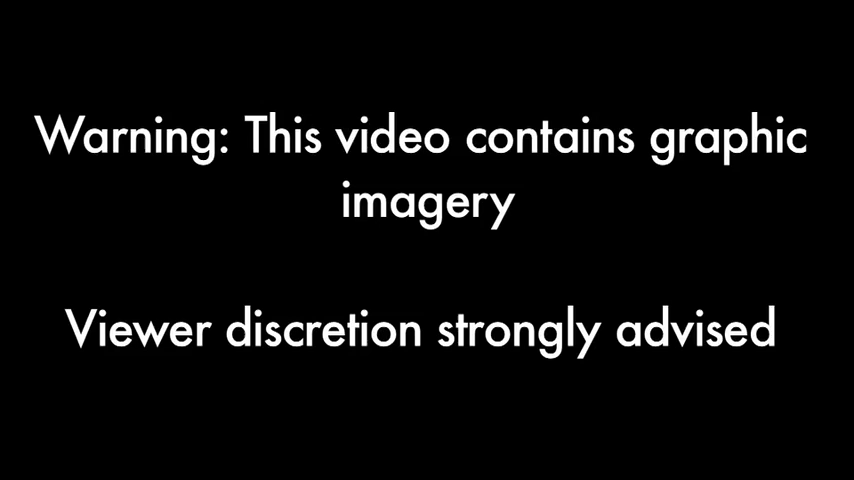 Warning: This video contains graphic
imagery
Viewer discretion strongly advised